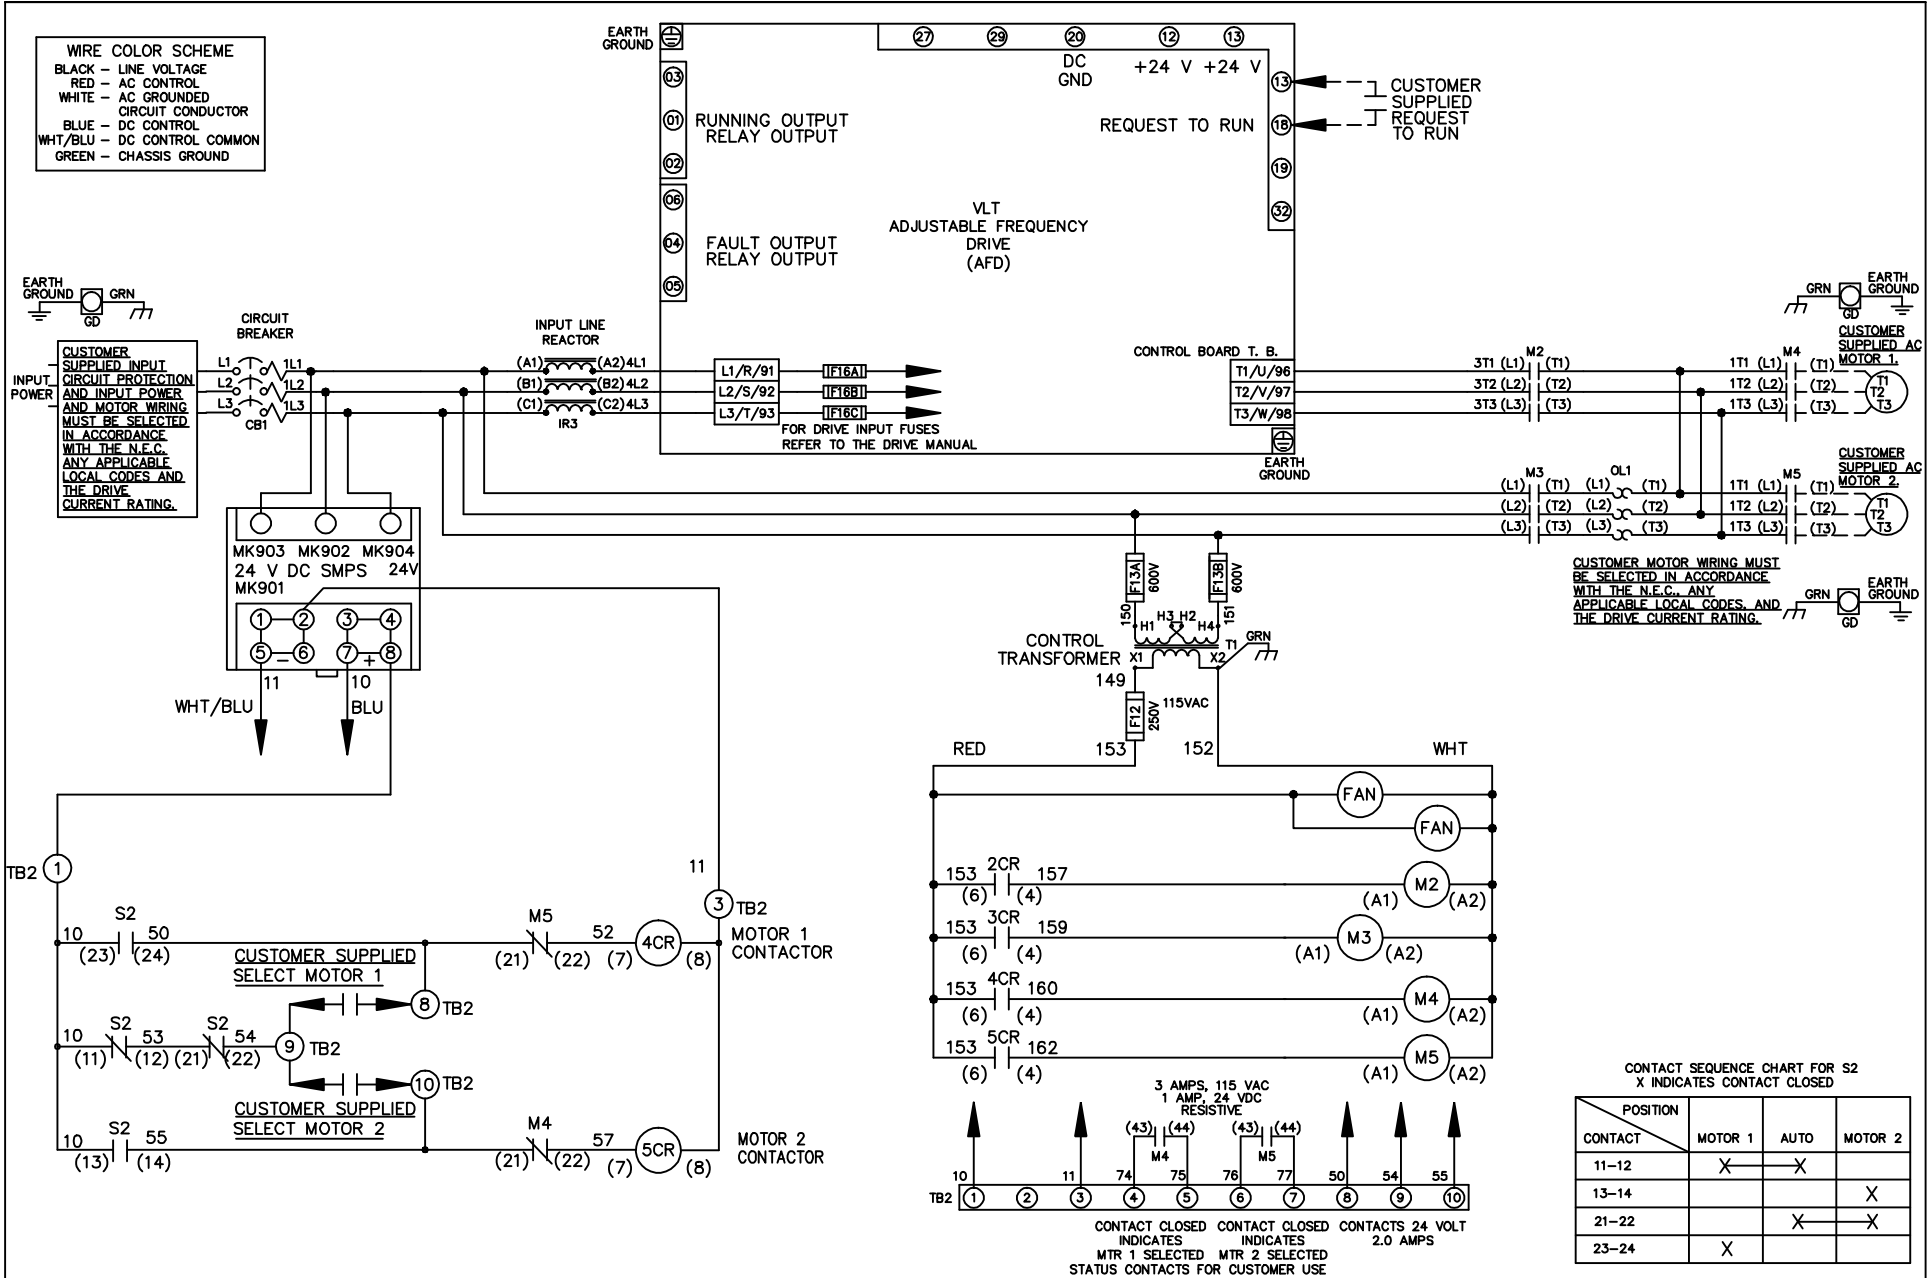 WIRE COLOR SCHEME
BLACK – LINE VOLTAGE
RED – AC CONTROL
WHITE – AC GROUNDED
CIRCUIT CONDUCTOR
BLUE – DC CONTROL
WHT/BLU – DC CONTROL COMMON
GREEN – CHASSIS GROUND
EARTH
GROUND
03
01
02
RUNNING OUTPUT
RELAY OUTPUT
06
04
05
FAULT OUTPUT
RELAY OUTPUT
27
29
20
12
13
DC
GND
+24 V +24 V
13
REQUEST TO RUN
18
19
32
CUSTOMER
SUPPLIED
REQUEST
TO RUN
VLT
ADJUSTABLE FREQUENCY
DRIVE
(AFD)
EARTH
GROUND
GRN
GD
INPUT
POWER
CUSTOMER
SUPPLIED INPUT
CIRCUIT PROTECTION
AND INPUT POWER
AND MOTOR WIRING
MUST BE SELECTED
IN ACCORDANCE
WITH THE N.E.C.
ANY APPLICABLE
LOCAL CODES AND
THE DRIVE
CURRENT RATING.
CIRCUIT
BREAKER
L1 1L1
L2 1L2
L3 1L3
CB1
INPUT LINE
REACTOR
(A1) (A2) 4L1
(B1) (B2) 4L2
(C1) (C2) 4L3
IR3
L1/R/91 F16A
L2/S/92 F16B
L3/T/93 F16C
FOR DRIVE INPUT FUSES
REFER TO THE DRIVE MANUAL
CONTROL BOARD T. B.
T1/U/96
T2/V/97
T3/W/98
EARTH
GROUND
M2
3T1 (L1) (T1)
3T2 (L2) (T2)
3T3 (L3) (T3)
M4
1T1 (L1) (T1)
1T2 (L2) (T2)
1T3 (L3) (T3)
GRN
GD
EARTH
GROUND
CUSTOMER
SUPPLIED AC
MOTOR 1.
T1
T2
T3
M3
(L1) (T1)
(L2) (T2)
(L3) (T3)
OL1
(L1) (T1)
(L2) (T2)
(L3) (T3)
M5
1T1 (L1) (T1)
1T2 (L2) (T2)
1T3 (L3) (T3)
CUSTOMER
SUPPLIED AC
MOTOR 2.
T1
T2
T3
CUSTOMER MOTOR WIRING MUST
BE SELECTED IN ACCORDANCE
WITH THE N.E.C., ANY
APPLICABLE LOCAL CODES, AND
THE DRIVE CURRENT RATING.
GRN
GD
EARTH
GROUND
MK903 MK902 MK904
24 V DC SMPS 24V
MK901
1 2 3 4
5 – 6 7 + 8
11
10
WHT/BLU
BLU
F13A
600V
F13B
600V
150
151
H1 H3 H2 H4
T1
GRN
CONTROL
TRANSFORMER
X1 X2
149
F12
250V
115VAC
153
152
RED
WHT
FAN
FAN
2CR
153 157
(6) (4)
M2
(A1) (A2)
3CR
153 159
(6) (4)
M3
(A1) (A2)
4CR
153 160
(6) (4)
M4
(A1) (A2)
5CR
153 162
(6) (4)
M5
(A1) (A2)
TB2 1
11
3 TB2
S2
10 50
(23) (24)
M5
(21) (22)
52
(7) 4CR (8)
MOTOR 1
CONTACTOR
CUSTOMER SUPPLIED
SELECT MOTOR 1
8 TB2
S2
10 53
(11) (12)
S2
54
(21) (22)
9 TB2
10 TB2
CUSTOMER SUPPLIED
SELECT MOTOR 2
S2
10 55
(13) (14)
M4
(21) (22)
57
(7) 5CR (8)
MOTOR 2
CONTACTOR
3 AMPS, 115 VAC
1 AMP, 24 VDC
RESISTIVE
(43) (44)
M4
(43) (44)
M5
10 11 74 75 76 77 50 54 55
TB2 1 2 3 4 5 6 7 8 9 10
CONTACT CLOSED
INDICATES
MTR 1 SELECTED
CONTACT CLOSED
INDICATES
MTR 2 SELECTED
CONTACTS 24 VOLT
2.0 AMPS
STATUS CONTACTS FOR CUSTOMER USE
CONTACT SEQUENCE CHART FOR S2
X INDICATES CONTACT CLOSED
POSITION
CONTACT MOTOR 1 AUTO MOTOR 2
11–12 X X
13–14 X
21–22 X X
23–24 X